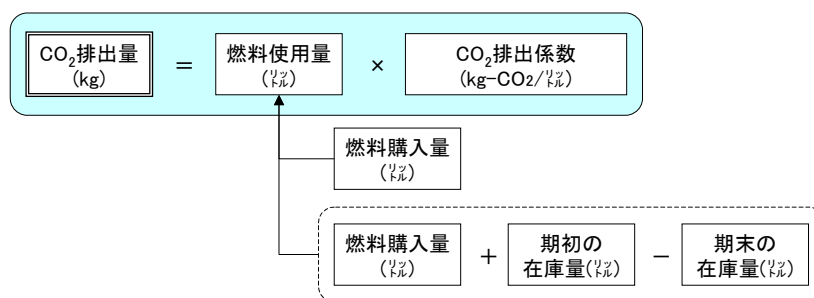 CO₂排出量
(kg)
=
燃料使用量
(㍑)
×
CO₂排出係数
(kg-CO2/㍑)
燃料購入量
(㍑)
燃料購入量
(㍑)
+
期初の
在庫量(㍑)
−
期末の
在庫量(㍑)